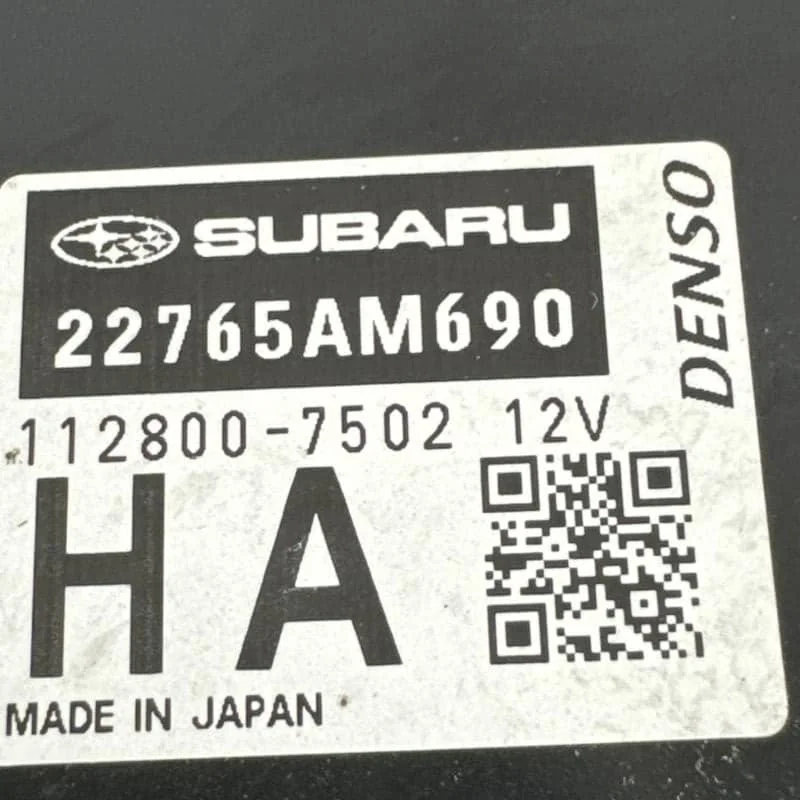 SUBARU
22765AM690
DENSO
112800-7502 12V
HA
MADE IN JAPAN